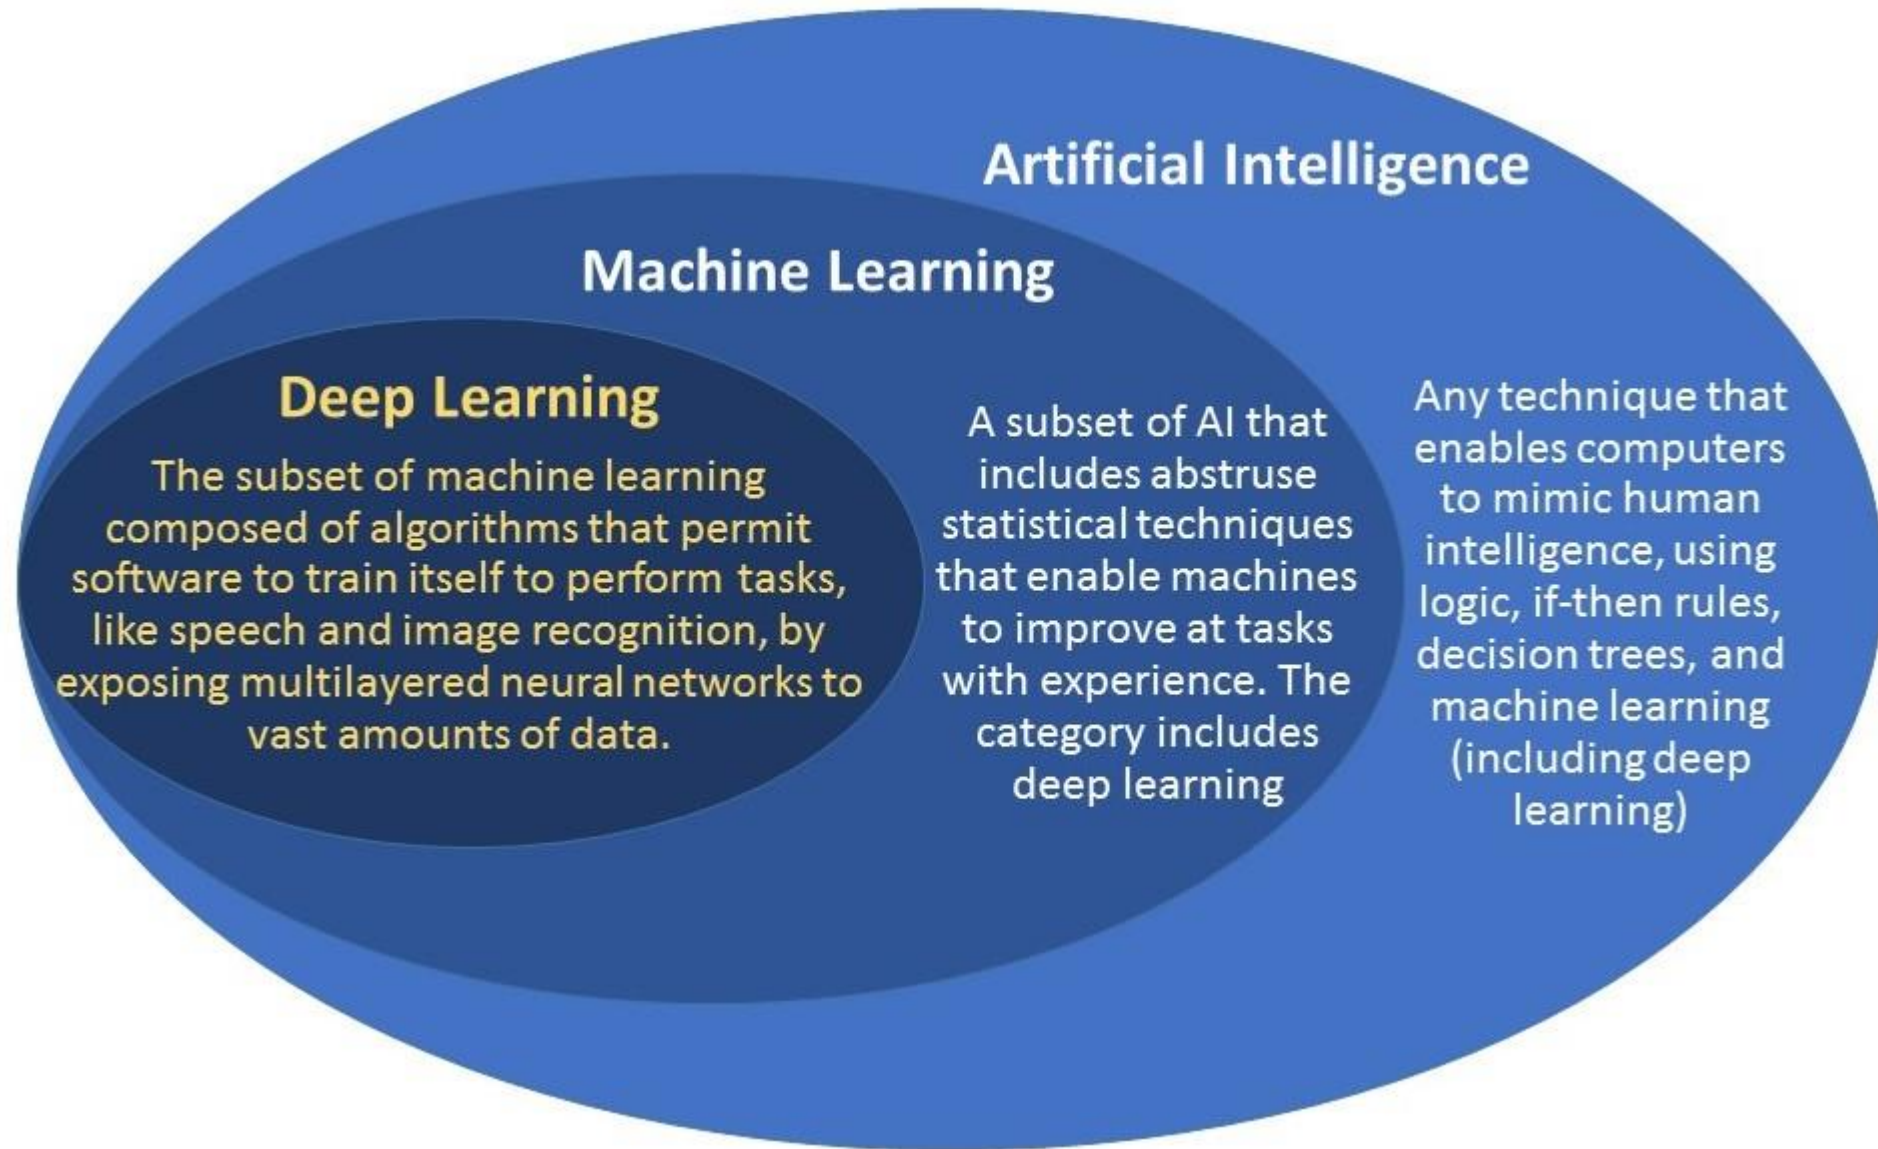 Artificial Intelligence
Machine Learning
Deep Learning
The subset of machine learning
composed of algorithms that permit
software to train itself to perform tasks,
like speech and image recognition, by
exposing multilayered neural networks to
vast amounts of data.
A subset of AI that
includes abstruse
statistical techniques
that enable machines
to improve at tasks
with experience. The
category includes
deep learning
Any technique that
enables computers
to mimic human
intelligence, using
logic, if-then rules,
decision trees, and
machine learning
(including deep
learning)